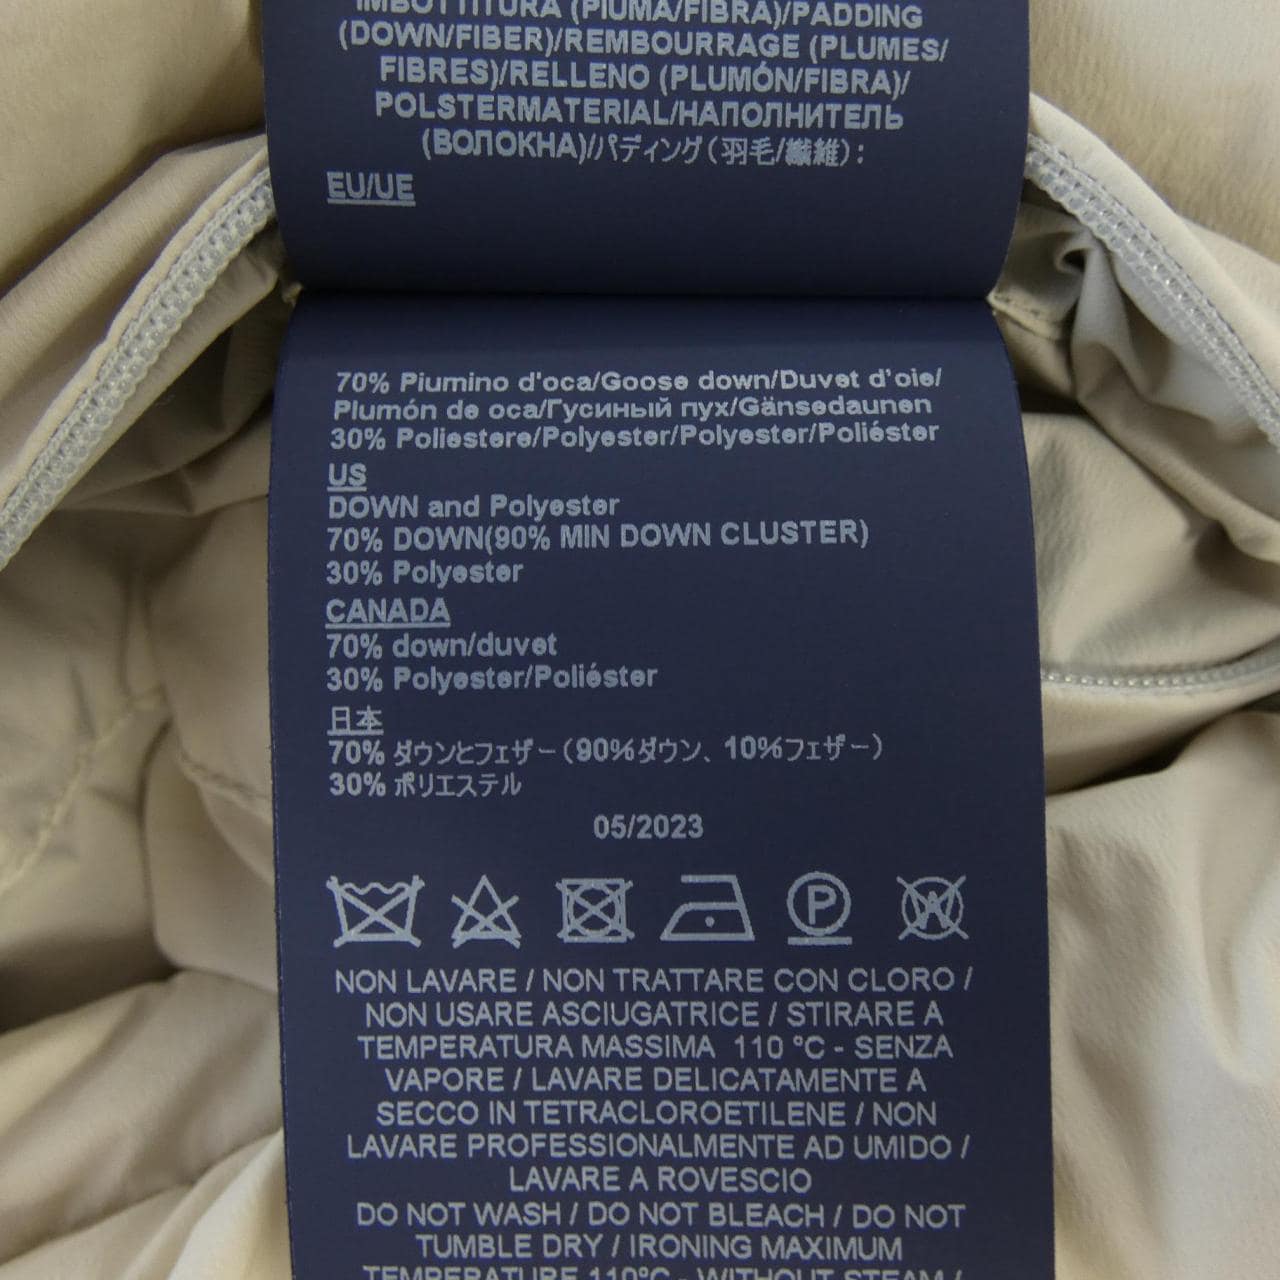 IMBOTTITURA (PIUMA/FIBRA)/PADDING
(DOWN/FIBER)/REMBOURRAGE (PLUMES/
FIBRES)/RELLENO (PLUMÓN/FIBRA)/
POLSTERMATERIAL/НАПОЛНИТЕЛЬ
(ВОЛОКНА)/パディング(羽毛/繊維):
EU/UE
70% Piumino d'oca/Goose down/Duvet d'oie/
Plumón de oca/Гусиный пух/Gänsedaunen
30% Poliestere/Polyester/Polyester/Poliéster
US
DOWN and Polyester
70% DOWN(90% MIN DOWN CLUSTER)
30% Polyester
CANADA
70% down/duvet
30% Polyester/Poliéster
日本
70% ダウンとフェザー(90%ダウン、10%フェザー)
30% ポリエステル
05/2023
P W
NON LAVARE / NON TRATTARE CON CLORO /
NON USARE ASCIUGATRICE / STIRARE A
TEMPERATURA MASSIMA 110 °C - SENZA
VAPORE / LAVARE DELICATAMENTE A
SECCO IN TETRACLOROETILENE / NON
LAVARE PROFESSIONALMENTE AD UMIDO /
LAVARE A ROVESCIO
DO NOT WASH / DO NOT BLEACH / DO NOT
TUMBLE DRY / IRONING MAXIMUM
TEMPERATURE 110°C - WITHOUT STEAM /